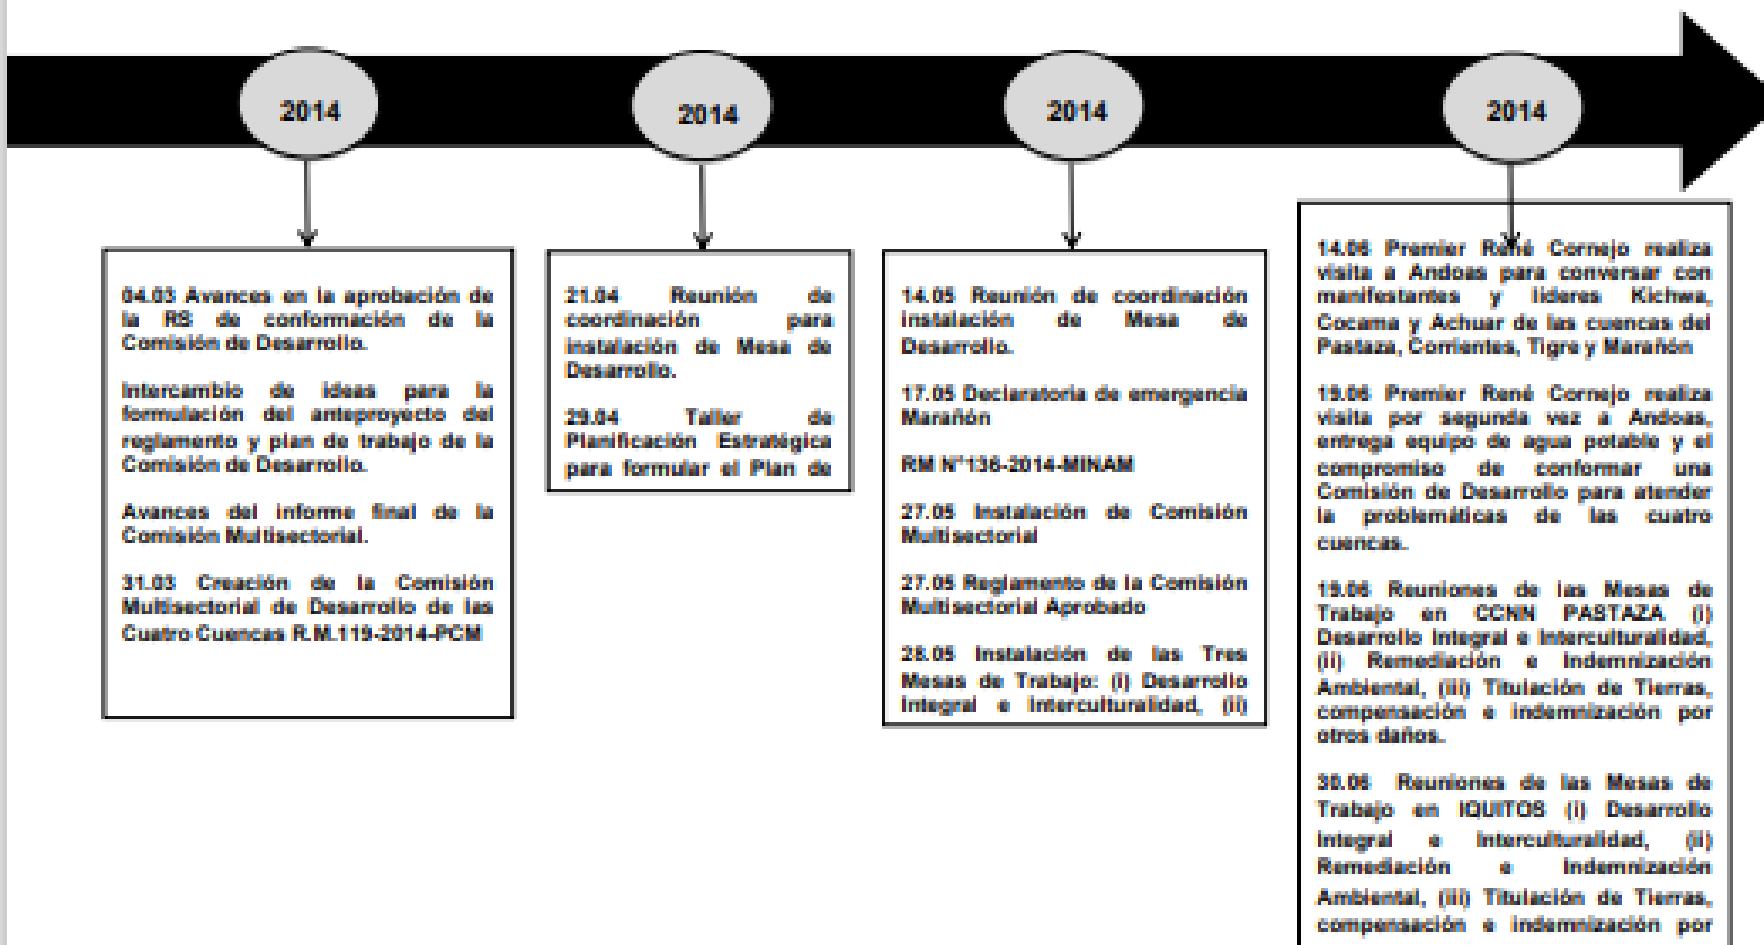 2014
2014
2014
2014
04.03 Avances en la aprobación de
la RS de conformación de la
Comisión de Desarrollo.
Intercambio de ideas para la
formulación del anteproyecto del
reglamento y plan de trabajo de la
Comisión de Desarrollo.
Avances del informe final de la
Comisión Multisectorial.
31.03 Creación de la Comisión
Multisectorial de Desarrollo de las
Cuatro Cuencas R.M.119-2014-PCM
21.04 Reunión de
coordinación para
instalación de Mesa de
Desarrollo.
29.04 Taller de
Planificación Estratégica
para formular el Plan de
14.05 Reunión de coordinación
instalación de Mesa de
Desarrollo.
17.05 Declaratoria de emergencia
Marañón
RM N°136-2014-MINAM
27.05 Instalación de Comisión
Multisectorial
27.05 Reglamento de la Comisión
Multisectorial Aprobado
28.05 Instalación de las Tres
Mesas de Trabajo: (i) Desarrollo
Integral e Interculturalidad, (ii)
14.06 Premier René Cornejo realiza
visita a Andoas para conversar con
manifestantes y lideres Kichwa,
Cocama y Achuar de las cuencas del
Pastaza, Corrientes, Tigre y Marañón
19.06 Premier René Cornejo realiza
visita por segunda vez a Andoas,
entrega equipo de agua potable y el
compromiso de conformar una
Comisión de Desarrollo para atender
la problemáticas de las cuatro
cuencas.
19.06 Reuniones de las Mesas de
Trabajo en CCNN PASTAZA (i)
Desarrollo Integral e Interculturalidad,
(ii) Remediación e Indemnización
Ambiental, (iii) Titulación de Tierras,
compensación e indemnización por
otros daños.
30.06 Reuniones de las Mesas de
Trabajo en IQUITOS (i) Desarrollo
Integral e Interculturalidad, (ii)
Remediación e Indemnización
Ambiental, (iii) Titulación de Tierras,
compensación e indemnización por